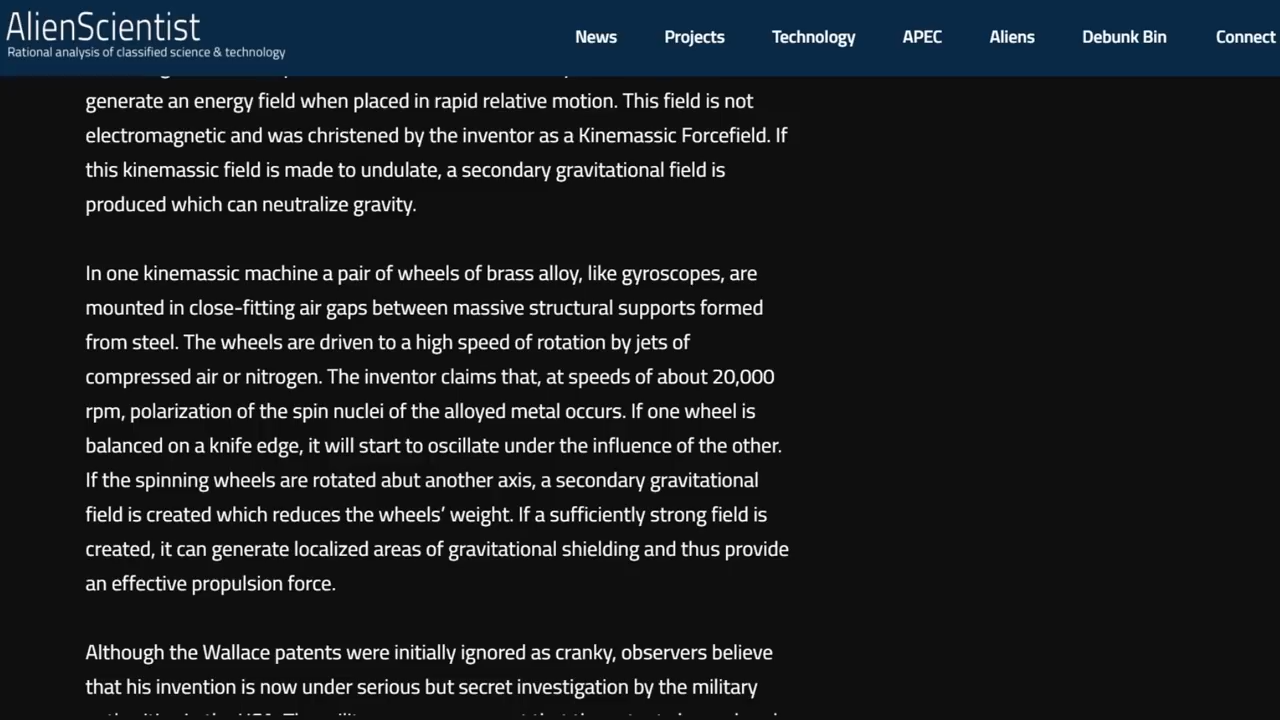 AlienScientist
Rational analysis of classified science & technology
News Projects Technology APEC Aliens Debunk Bin Connect
generate an energy field when placed in rapid relative motion. This field is not
electromagnetic and was christened by the inventor as a Kinemassic Forcefield. If
this kinemassic field is made to undulate, a secondary gravitational field is
produced which can neutralize gravity.
In one kinemassic machine a pair of wheels of brass alloy, like gyroscopes, are
mounted in close-fitting air gaps between massive structural supports formed
from steel. The wheels are driven to a high speed of rotation by jets of
compressed air or nitrogen. The inventor claims that, at speeds of about 20,000
rpm, polarization of the spin nuclei of the alloyed metal occurs. If one wheel is
balanced on a knife edge, it will start to oscillate under the influence of the other.
If the spinning wheels are rotated abut another axis, a secondary gravitational
field is created which reduces the wheels’ weight. If a sufficiently strong field is
created, it can generate localized areas of gravitational shielding and thus provide
an effective propulsion force.
Although the Wallace patents were initially ignored as cranky, observers believe
that his invention is now under serious but secret investigation by the military